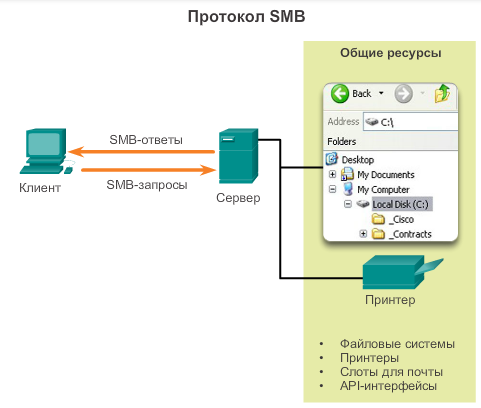 Протокол SMB
Общие ресурсы
Back
Address C:\
Folders
Desktop
My Documents
My Computer
Local Disk (C:)
_Cisco
_Contracts
SMB-ответы
SMB-запросы
Клиент
Сервер
Принтер
• Файловые системы
• Принтеры
• Слоты для почты
• API-интерфейсы